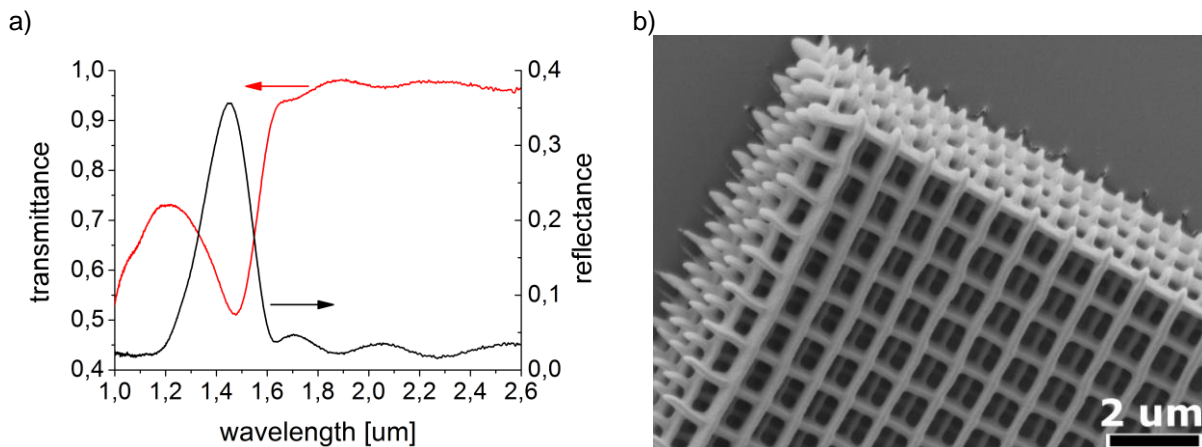 a)
b)
1,0
0,9
0,8
0,7
0,6
0,5
0,4
transmittance
0,4
0,3
0,2
0,1
0,0
reflectance
1,0 1,2 1,4 1,6 1,8 2,0 2,2 2,4 2,6
wavelength [um]
2 um